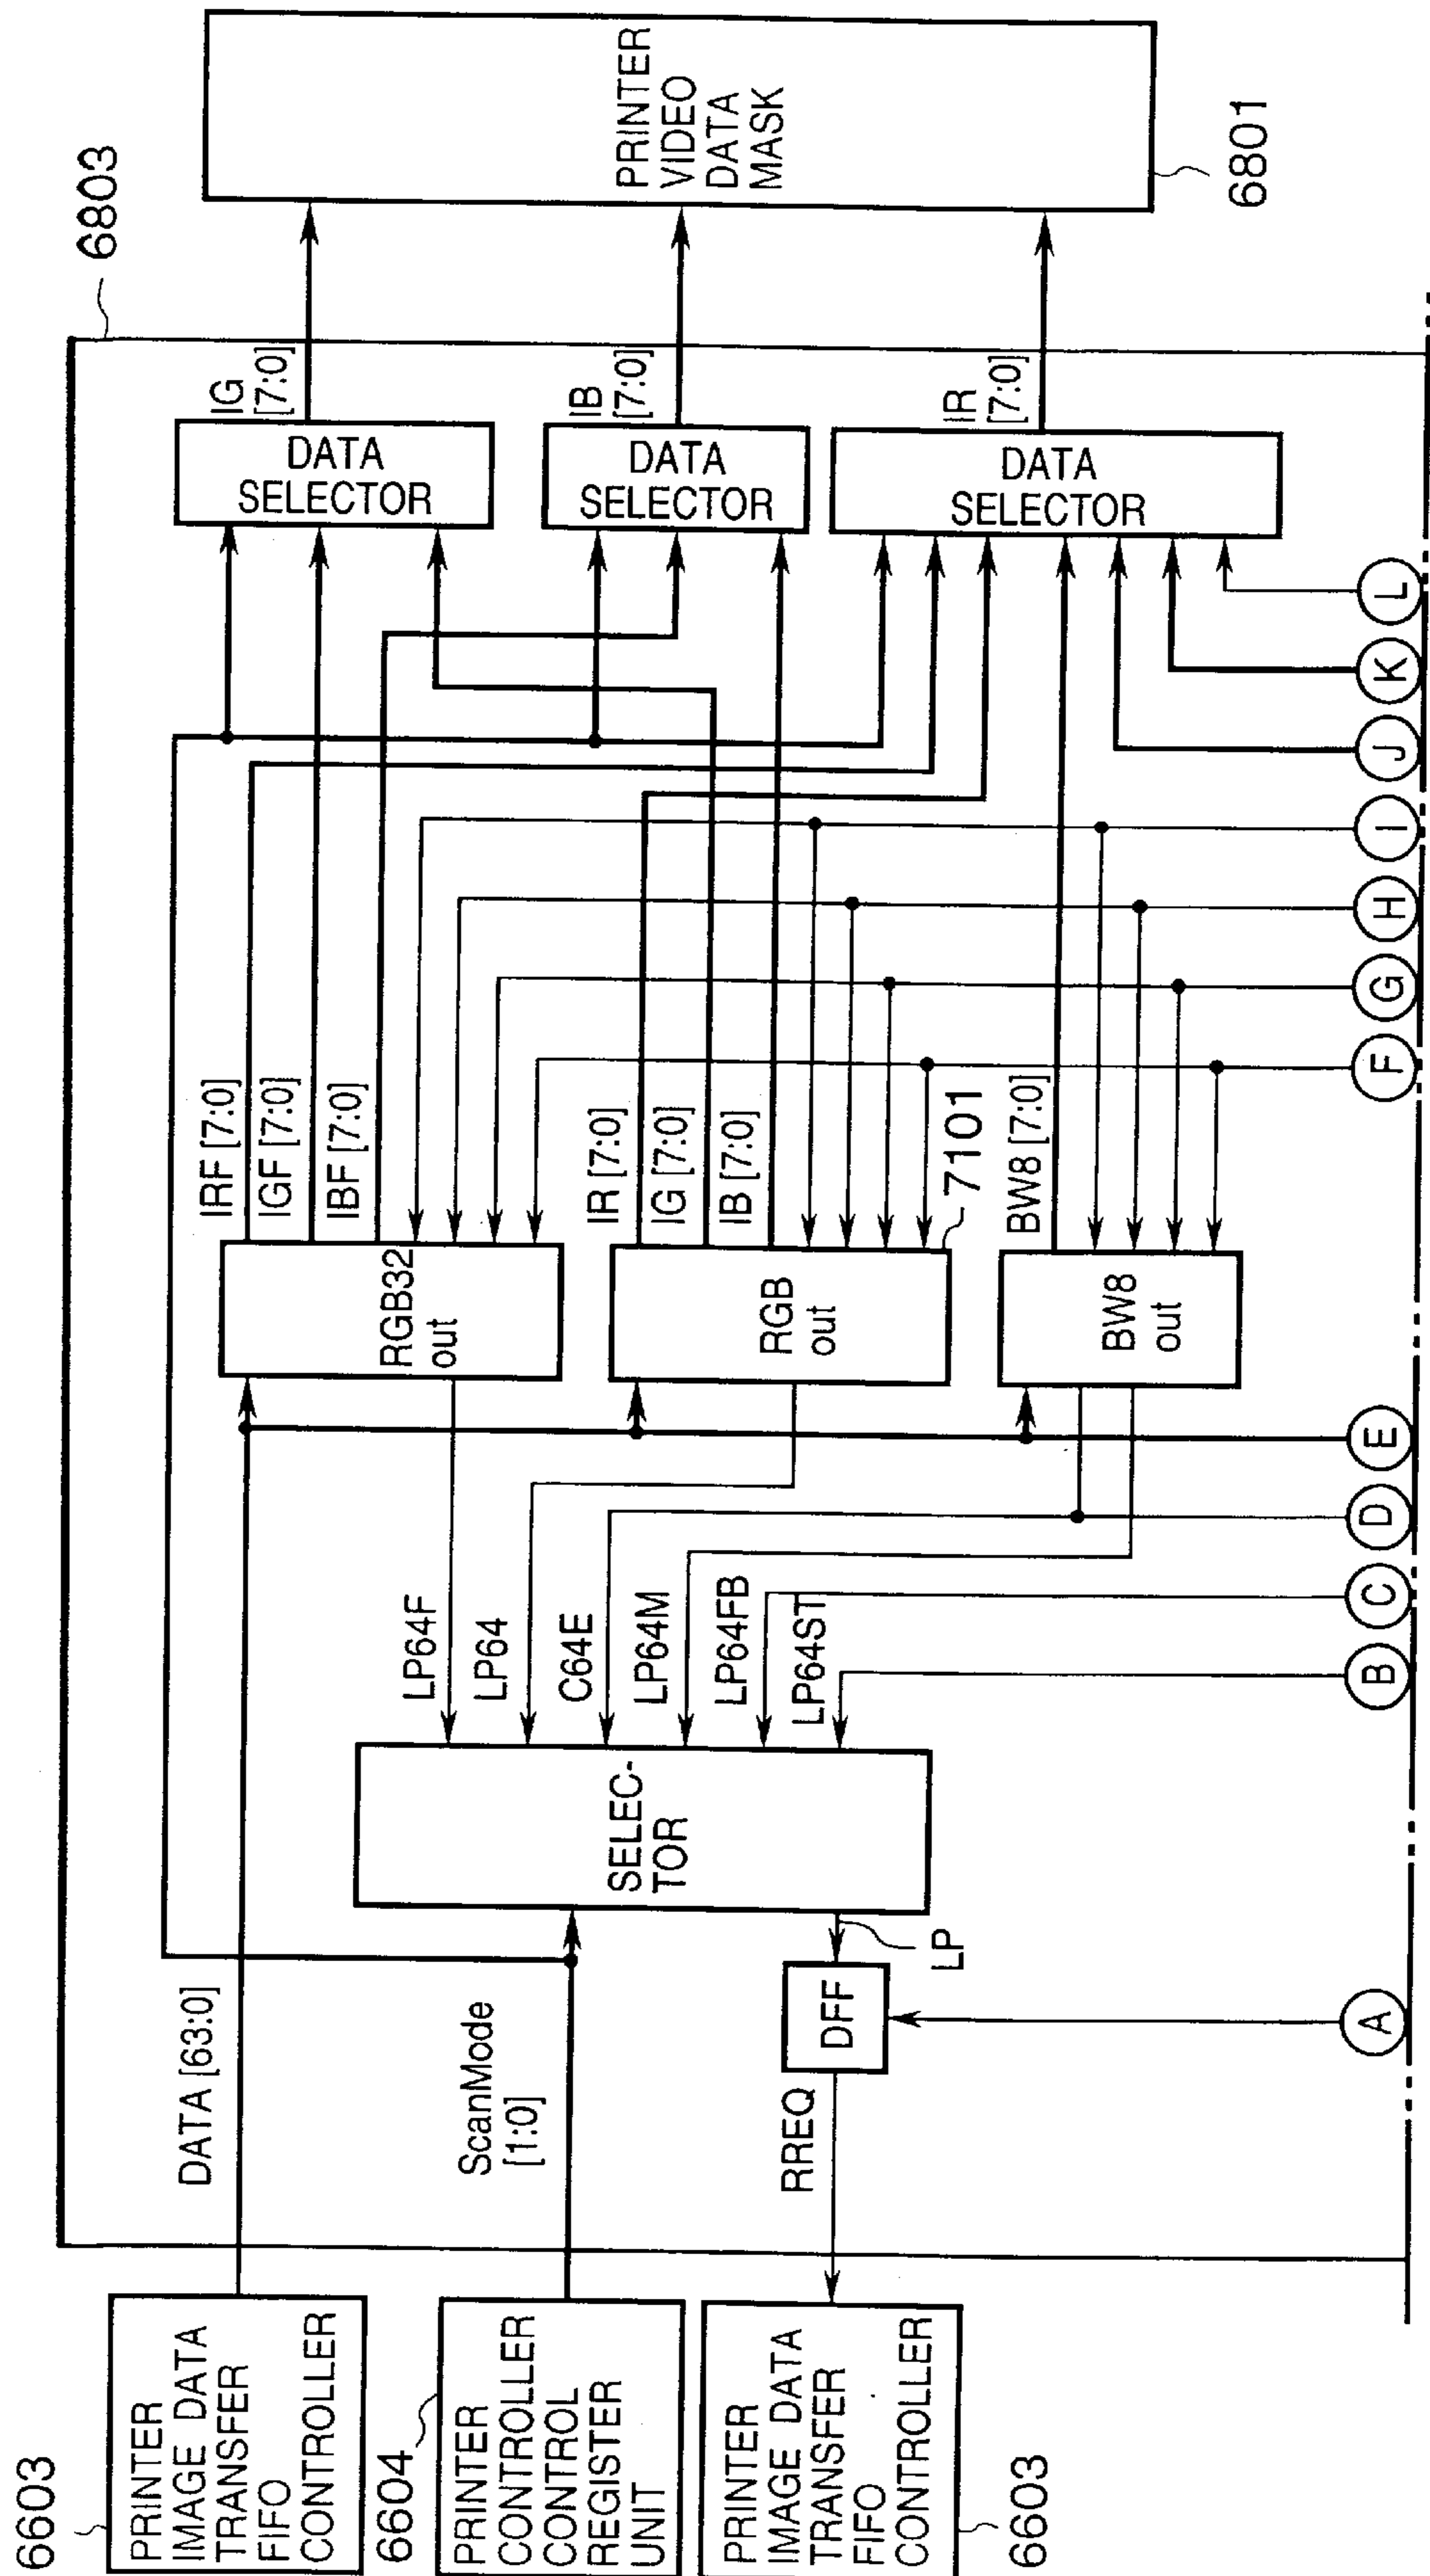 6603
PRINTER
IMAGE DATA
TRANSFER
FIFO
CONTROLLER
6604
PRINTER
CONTROLLER
CONTROL
REGISTER
UNIT
PRINTER
IMAGE DATA
TRANSFER
FIFO
CONTROLLER
6603
DATA [63:0]
ScanMode
[1:0]
RREQ
DFF
LP
SELEC-
TOR
LP64F
LP64
C64E
LP64M
LP64FB
LP64ST
RGB32
out
RGB
out
BW8
out
7101
IRF [7:0]
IGF [7:0]
IBF [7:0]
IR [7:0]
IG [7:0]
IB [7:0]
BW8 [7:0]
DATA
SELECTOR
DATA
SELECTOR
DATA
SELECTOR
IG
[7:0]
IB
[7:0]
IR
[7:0]
6803
PRINTER
VIDEO
DATA
MASK
6801
A
B
C
D
E
F
G
H
I
J
K
L